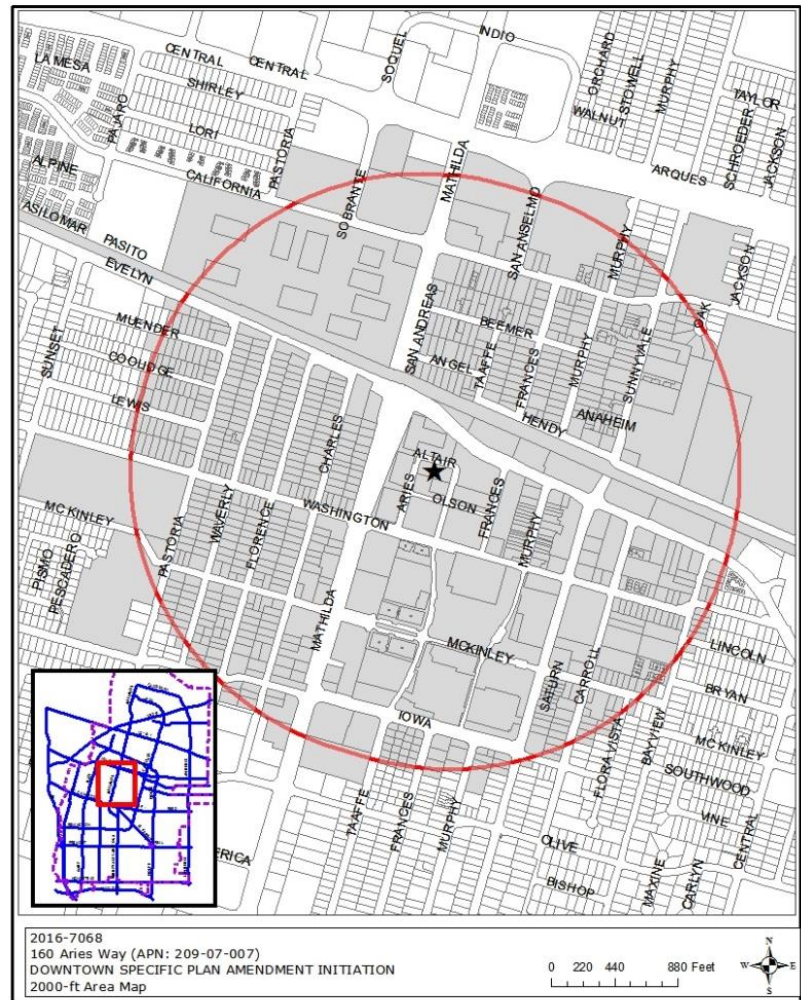 INDIO
CENTRAL
CENTRAL
SOQUEL
LA MESA
SHIRLEY
ORCHARD
STOWELL
MURPHY
WALNUT
TAYLOR
PAJARO
LORI
PASTORIA
SCHROEDER
JACKSON
ALPINE
CALIFORNIA
SOBRANTE
MATHILDA
ARQUES
ASILOMAR
PASITO
EVELYN
SAN ANSELMO
MURPHY
JACKSON
SAN ANDREAS
BEEMER
OAK
MUENDER
SUNSET
COOLIDGE
ANGEL
TAAFFE
FRANCES
MURPHY
SUNNYVALE
LEWIS
HENDY
ANAHEIM
CHARLES
ALTAIR
ARIES
OLSON
FRANCES
MC KINLEY
WASHINGTON
MURPHY
PASTORIA
WAVERLY
FLORENCE
PISMO
PESCADERO
MATHILDA
MCKINLEY
LINCOLN
SATURN
CARROLL
BRYAN
IOWA
FLORA VISTA
BAYVIEW
MC KINLEY
SOUTHWOOD
TAAFFE
FRANCES
MURPHY
VINE
CENTRAL
OLIVE
ERICA
BISHOP
MAXINE
CARLYN
2016-7068
160 Aries Way (APN: 209-07-007)
DOWNTOWN SPECIFIC PLAN AMENDMENT INITIATION
2000-ft Area Map
0 220 440 880 Feet
N
W E
S